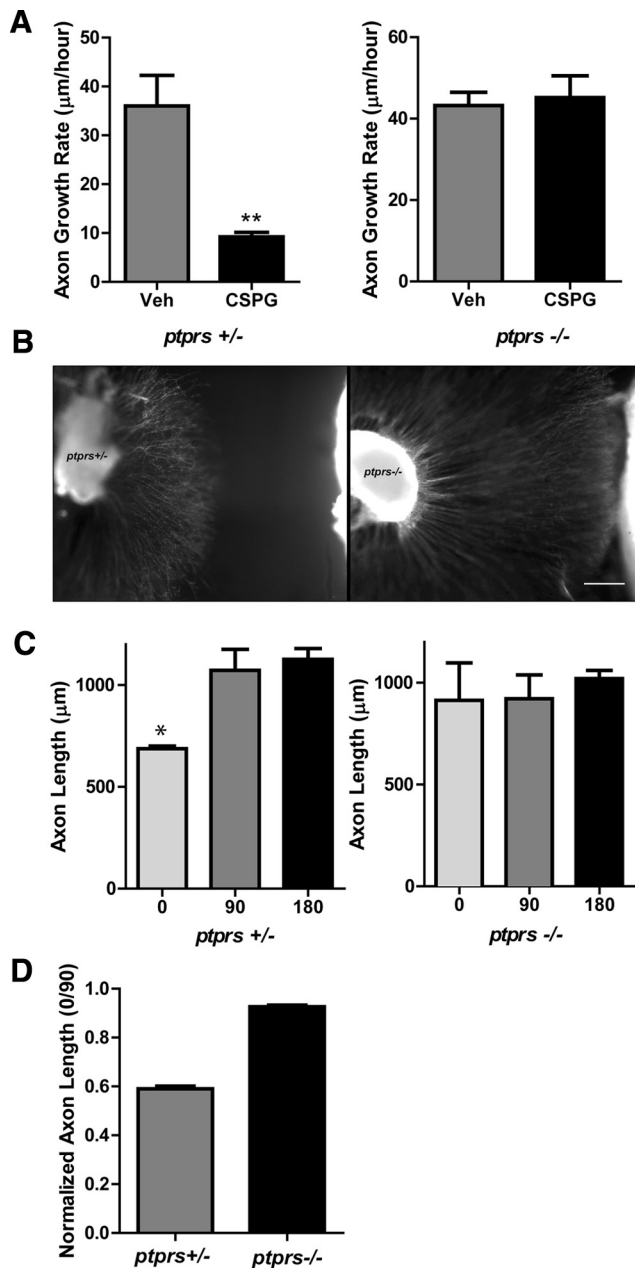 A
Axon Growth Rate (μm/hour)
50
40
30
20
10
0
**
Veh CSPG
ptprs +/-
Axon Growth Rate (μm/hour)
60
40
20
0
Veh CSPG
ptprs -/-
B
ptprs+/-
ptprs-/-
C
Axon Length (μm)
1000
500
0
*
0 90 180
ptprs +/-
Axon Length (μm)
1000
500
0
0 90 180
ptprs -/-
D
Normalized Axon Length (0/90)
1.0
0.8
0.6
0.4
0.2
0.0
ptprs+/- ptprs-/-